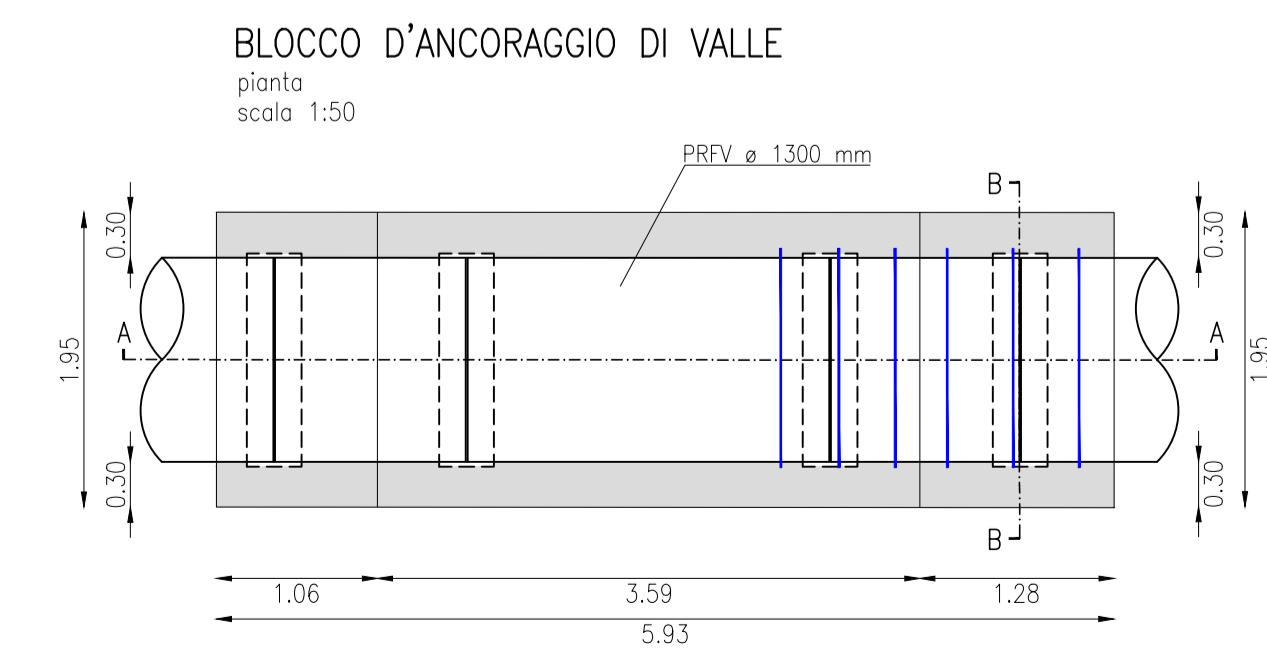 BLOCCO D'ANCORAGGIO DI VALLE
pianta
scala 1:50
PRFV ø 1300 mm
B
0.30
0.30
A
A
1.95
1.95
0.30
0.30
B
1.06
3.59
1.28
5.93